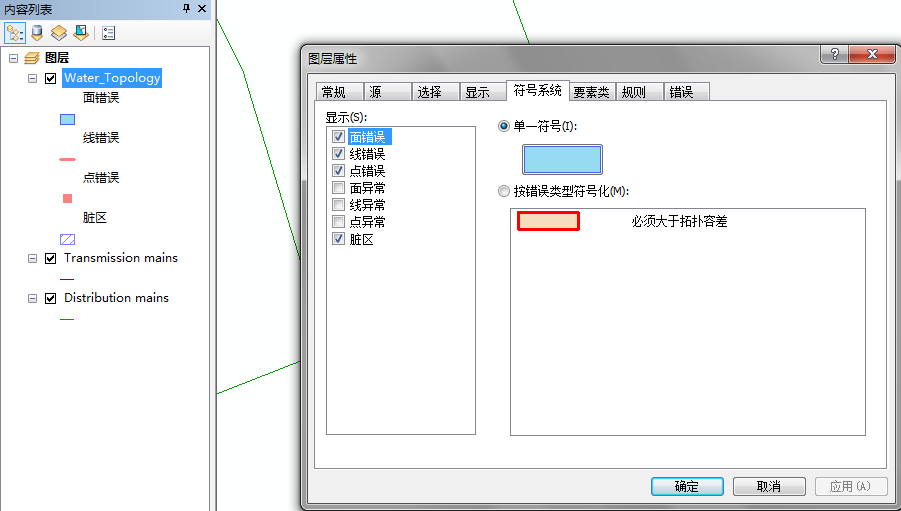 内容列表
图层
Water_Topology
面错误
线错误
点错误
脏区
Transmission mains
Distribution mains
图层属性
常规 源 选择 显示 符号系统 要素类 规则 错误
显示(S):
面错误
线错误
点错误
面异常
线异常
点异常
脏区
单一符号(I):
按错误类型符号化(M):
必须大于拓扑容差
确定 取消 应用(A)